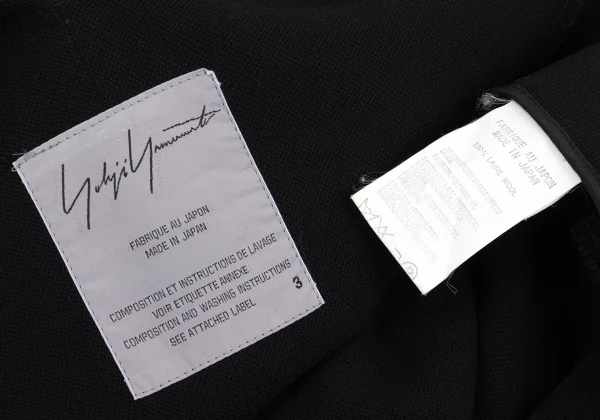 Yohji Yamamoto
FABRIQUE AU JAPON
MADE IN JAPAN
COMPOSITION ET INSTRUCTIONS DE LAVAGE
VOIR ETIQUETTE ANNEXE
COMPOSITION AND WASHING INSTRUCTIONS
SEE ATTACHED LABEL
3
FABRIQUE AU JAPON
MADE IN JAPAN
100% LAINE WOOL